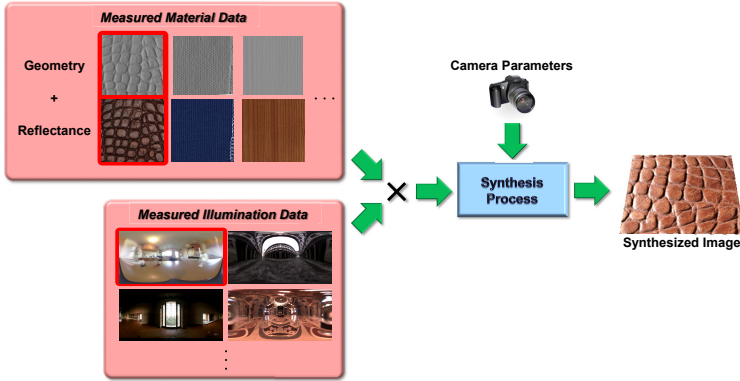 Measured Material Data
Geometry
+
Reflectance
. . .
Camera Parameters
×
Synthesis
Process
Synthesized Image
Measured Illumination Data
.
.
.